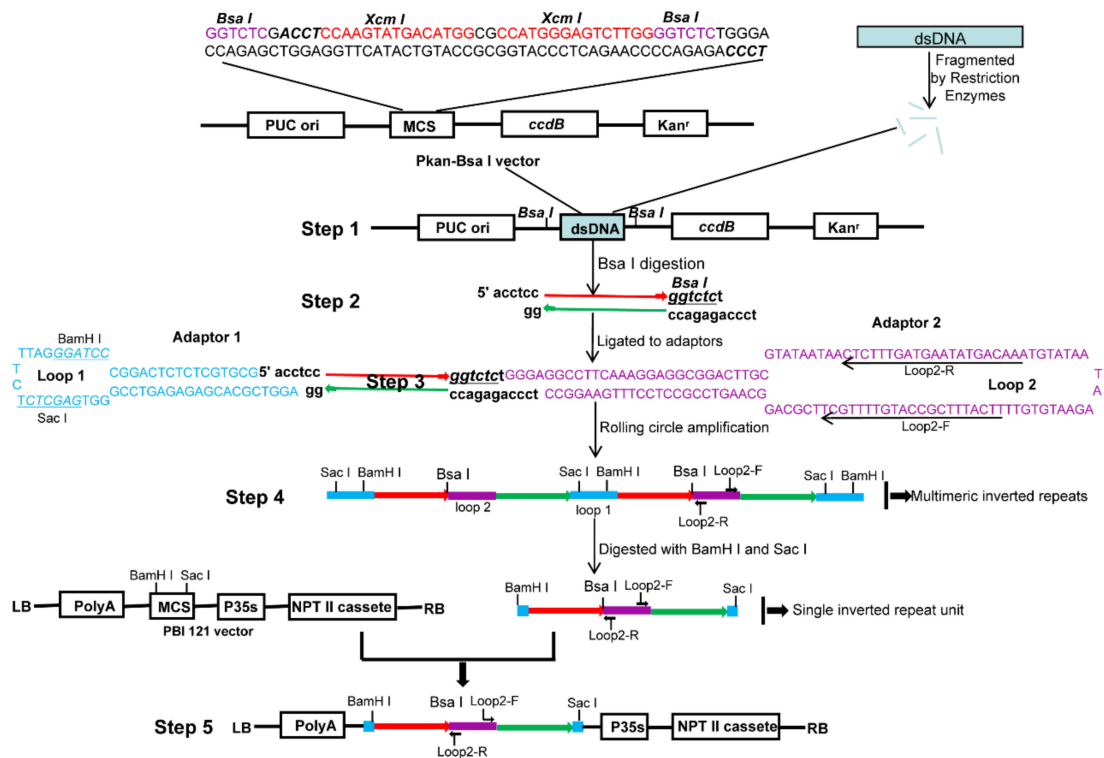 Bsa I Xcm I Xcm I Bsa I
GGTCTCGACCTCCAAGTATGACATGGCGCCATGGGAGTCTTGGGGTCTCTGGGA
CCAGAGCTGGAGGTTCATACTGTACCGCGGTACCCTCAGAACCCCAGAGACCCT
dsDNA
Fragmented
by Restriction
Enzymes
PUC ori MCS ccdB Kanʳ
Pkan-Bsa I vector
Bsa I Bsa I
Step 1 PUC ori dsDNA ccdB Kanʳ
Bsa I digestion
Step 2
Bsa I
5' acctcc ggtctct
gg ccagagaccct
Ligated to adaptors
Adaptor 1
Adaptor 2
BamH I
TTAGGGATCC
T
C
TCTCGAGTGG
Loop 1
Sac I
CGGACTCTCTCGTGCG5' acctcc ggtctctGGGAGGCCTTCAAAGGAGGCGGACTTGC
Step 3
GCCTGAGAGAGCACGCTGGA gg ccagagaccctCCGGAAGTTTCCTCCGCCTGAACG
GTATAATAACTCTTTGATGAATATGACAAATGTATAA
Loop2-R
Loop 2
T
A
GACGCTTCGTTTTGTACCGCTTTACTTTTGTGTAAGA
Loop2-F
Rolling circle amplification
Sac I BamH I Bsa I Sac I BamH I Bsa I Loop2-F Sac I BamH I
Step 4
loop 2 loop 1 Loop2-R
Multimeric inverted repeats
Digested with BamH I and Sac I
BamH I Sac I
LB PolyA MCS P35s NPT II cassete RB
PBI 121 vector
BamH I Bsa I Loop2-F Sac I
Loop2-R
Single inverted repeat unit
BamH I Bsa I Loop2-F Sac I
Step 5 LB PolyA P35s NPT II cassete RB
Loop2-R